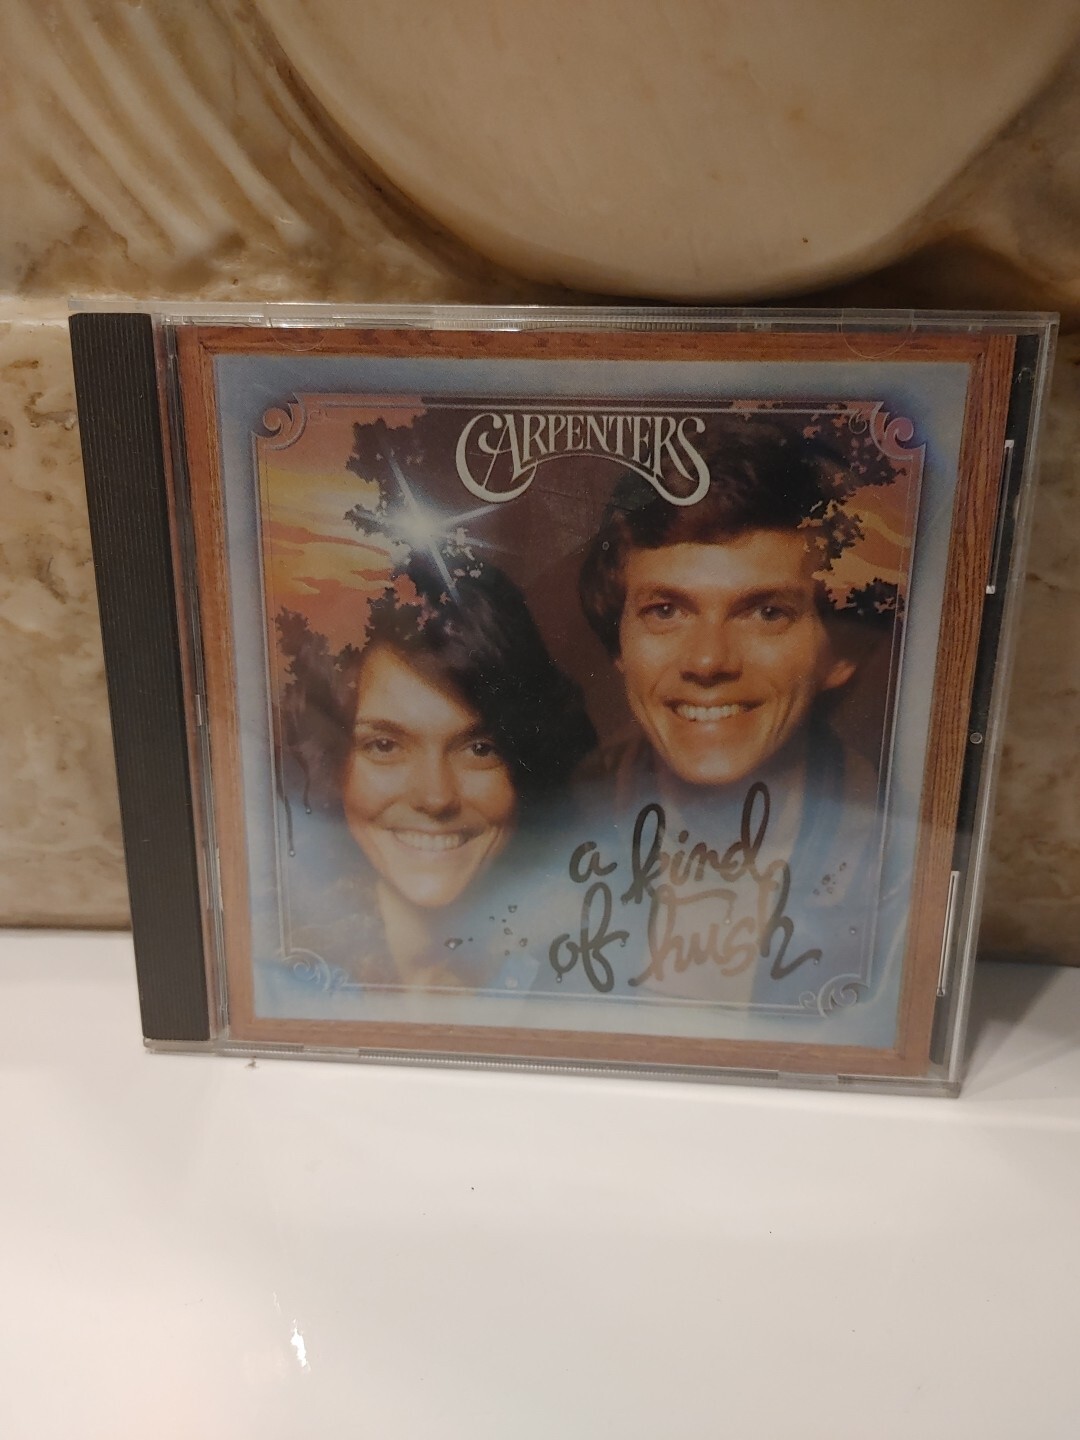 CARPENTERS
a kind
of hush